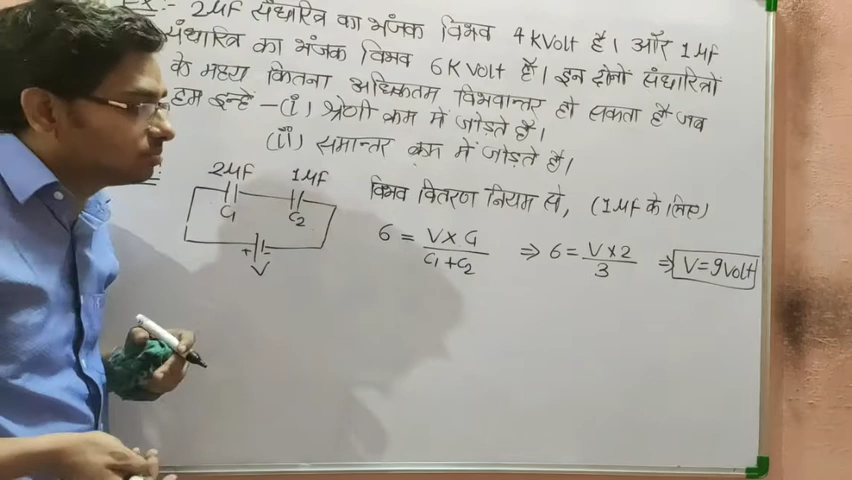 Ex:- 2μF संधारित्र का भंजक विभव 4 kVolt है। और 1μF
संधारित्र का भंजक विभव 6K Volt है। इन दोनों संधारित्रों
के मध्य कितना अधिकतम विभवान्तर हो सकता है जब
हम इन्हें - (i) श्रेणी क्रम में जोड़ते हैं।
(ii) समान्तर क्रम में जोड़ते हैं।
2μF 1μF
C1 C2
+ -
V
विभव वितरण नियम से, (1μF के लिए)
6 = V×C1/C1+C2 ⇒ 6 = V×2/3 ⇒ V=9Volt